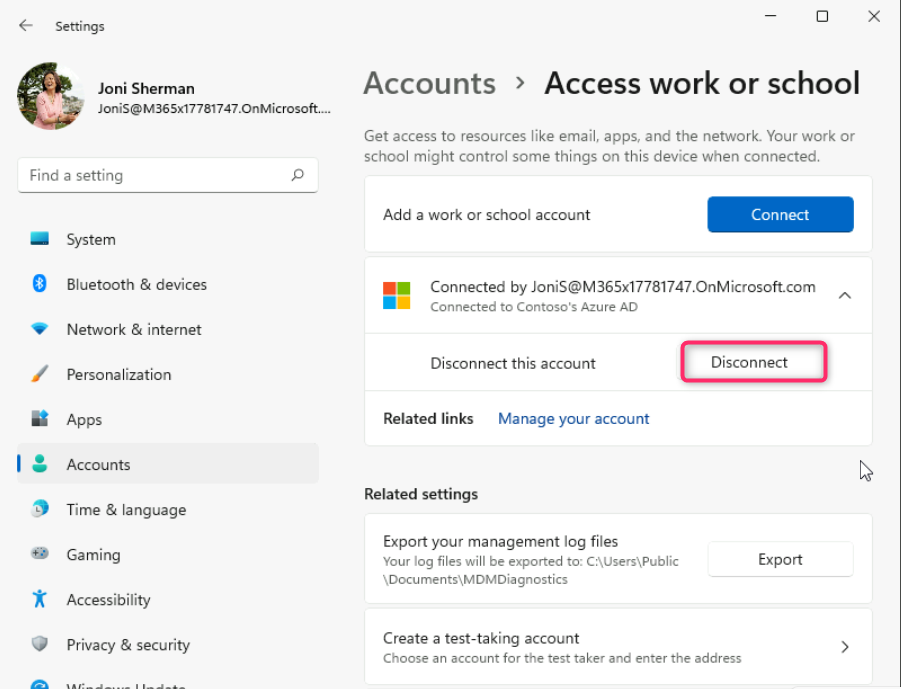 Settings
Joni Sherman
JoniS@M365x17781747.OnMicrosoft....
Find a setting
System
Bluetooth & devices
Network & internet
Personalization
Apps
Accounts
Time & language
Gaming
Accessibility
Privacy & security
Windows Update
Accounts › Access work or school
Get access to resources like email, apps, and the network. Your work or
school might control some things on this device when connected.
Add a work or school account
Connect
Connected by JoniS@M365x17781747.OnMicrosoft.com
Connected to Contoso's Azure AD
Disconnect this account
Disconnect
Related links Manage your account
Related settings
Export your management log files
Your log files will be exported to: C:\Users\Public
\Documents\MDMDiagnostics
Export
Create a test-taking account
Choose an account for the test taker and enter the address